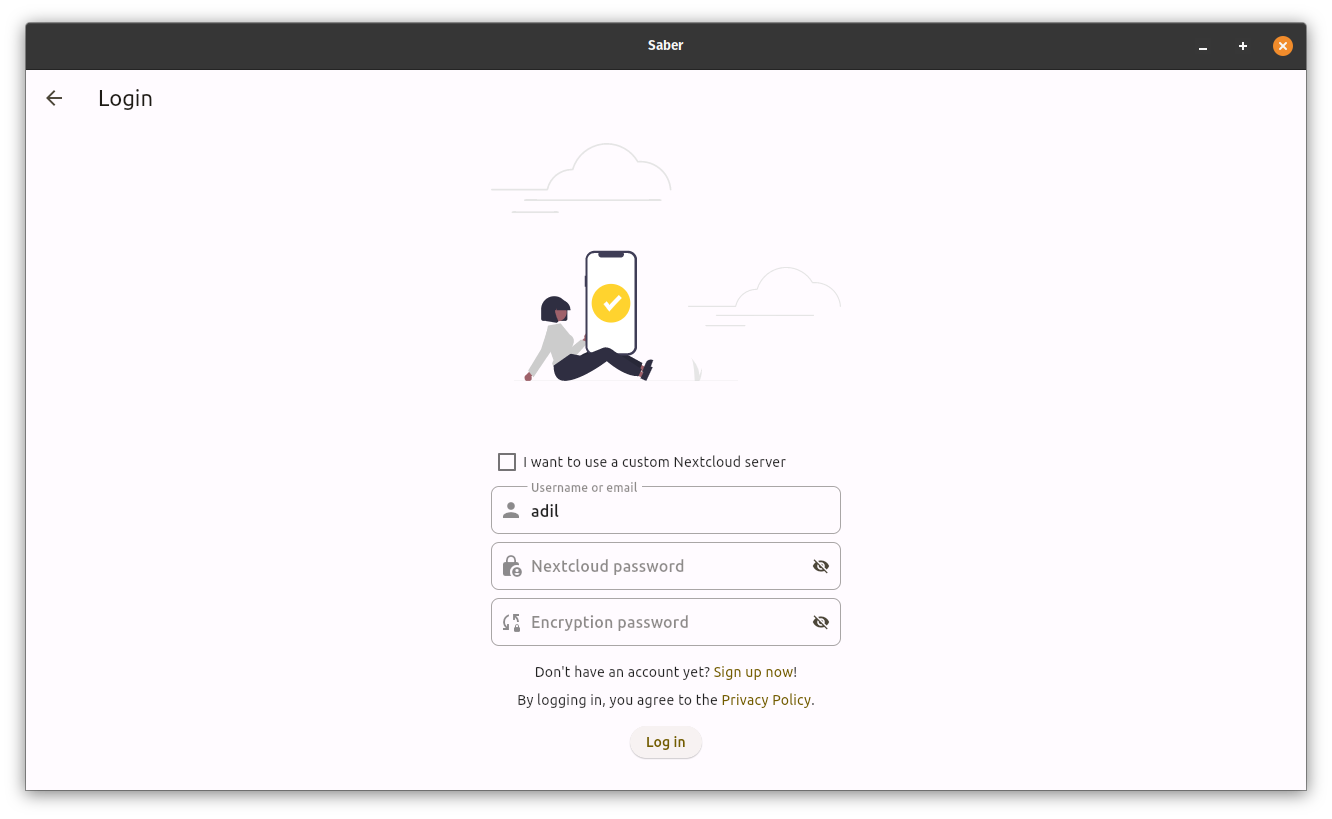 Saber
Login
I want to use a custom Nextcloud server
Username or email
adil
Nextcloud password
Encryption password
Don't have an account yet? Sign up now!
By logging in, you agree to the Privacy Policy.
Log in